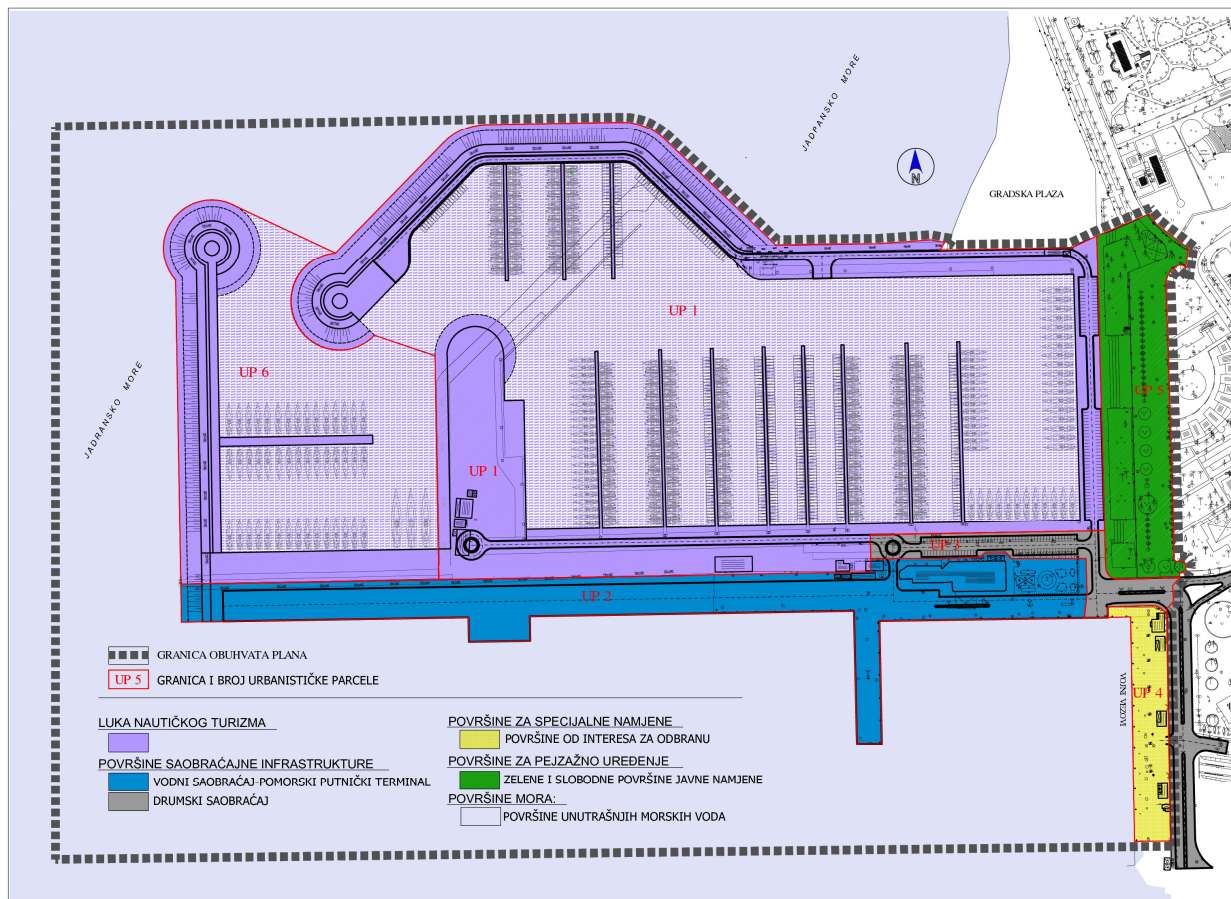 JADPANSKO MORE
N
GRADSKA PLAZA
UP 1
UP 6
UP 5
JADRANSKO MORE
UP 1
UP 3
UP 2
UP 4
VOJNI VEZOVI
GRANICA OBUHVATA PLANA
UP 5 GRANICA I BROJ URBANISTIČKE PARCELE
LUKA NAUTIČKOG TURIZMA
POVRŠINE SAOBRAĆAJNE INFRASTRUKTURE
VODNI SAOBRAĆAJ-POMORSKI PUTNIČKI TERMINAL
DRUMSKI SAOBRAĆAJ
POVRŠINE ZA SPECIJALNE NAMJENE
POVRŠINE OD INTERESA ZA ODBRANU
POVRŠINE ZA PEJZAŽNO UREĐENJE
ZELENE I SLOBODNE POVRŠINE JAVNE NAMJENE
POVRŠINE MORA:
POVRŠINE UNUTRAŠNJIH MORSKIH VODA